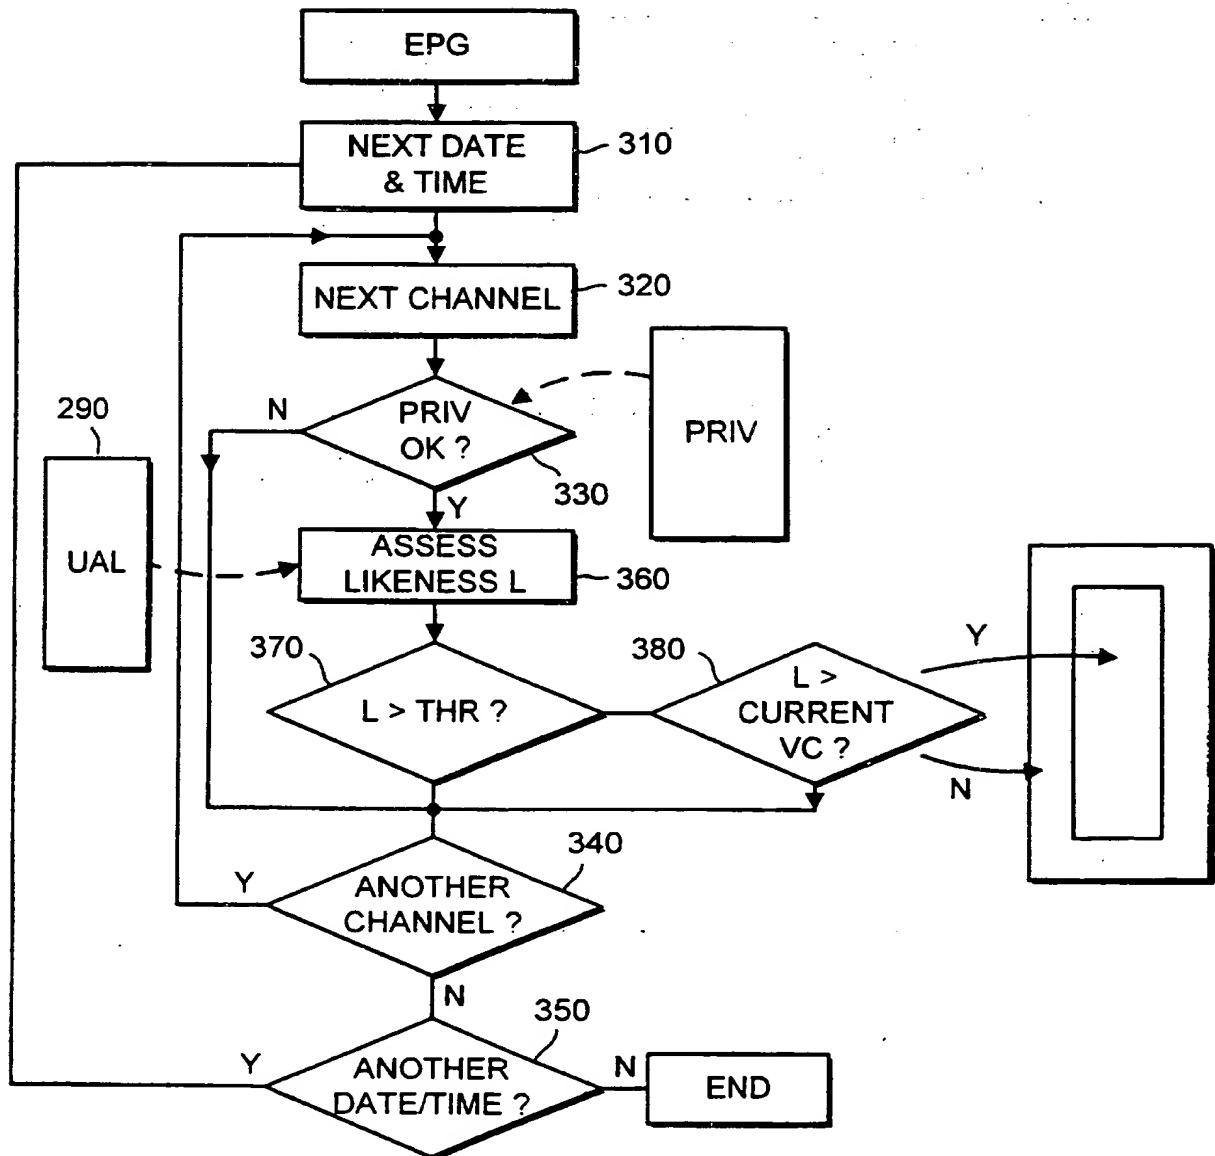 EPG
NEXT DATE
& TIME
310
NEXT CHANNEL
320
PRIV
OK ?
N
330
Y
PRIV
290
UAL
ASSESS
LIKENESS L
360
370
L > THR ?
380
L >
CURRENT
VC ?
Y
N
340
ANOTHER
CHANNEL ?
Y
N
350
ANOTHER
DATE/TIME ?
Y
N
END